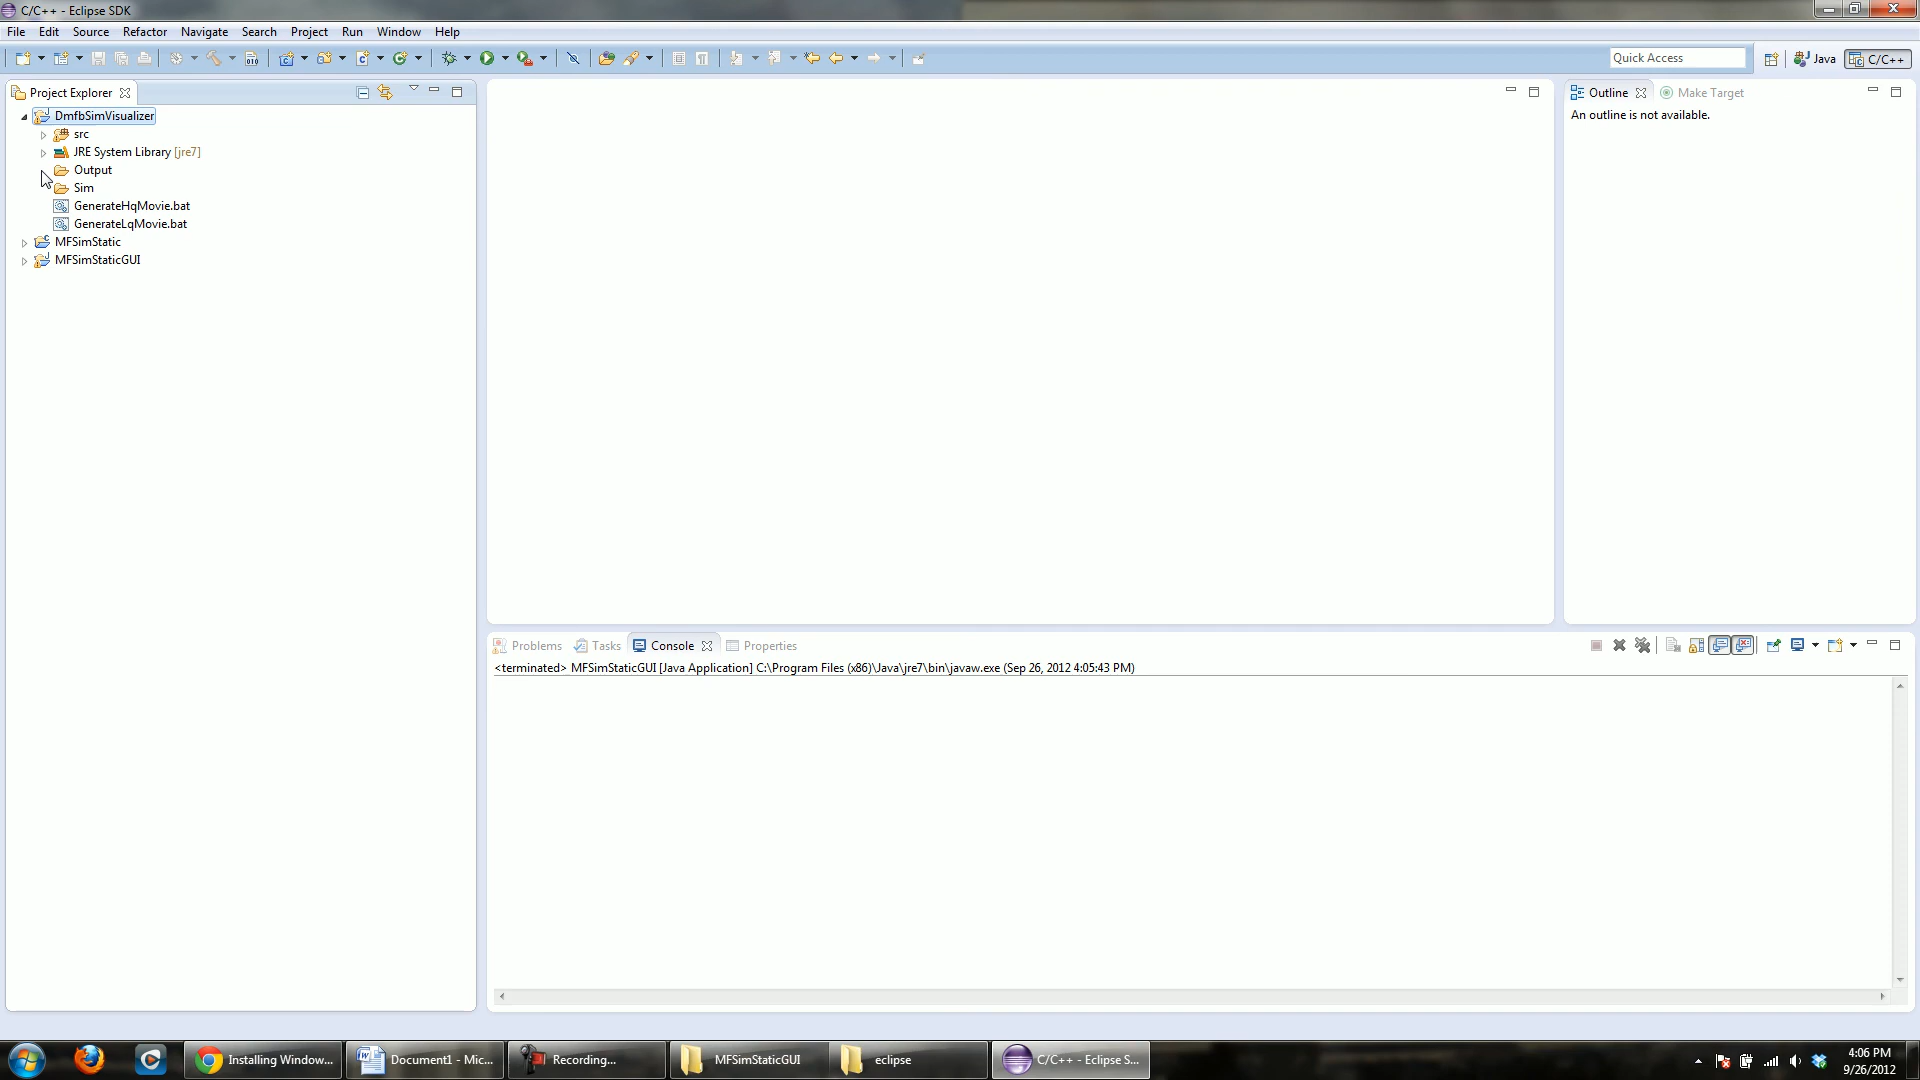 C/C++ - Eclipse SDK
File Edit Source Refactor Navigate Search Project Run Window Help
Quick Access Java C/C++
Project Explorer
DmfbSimVisualizer
src
JRE System Library [jre7]
Output
Sim
GenerateHqMovie.bat
GenerateLqMovie.bat
MFSimStatic
MFSimStaticGUI
Outline Make Target
An outline is not available.
Problems Tasks Console Properties
<terminated> MFSimStaticGUI [Java Application] C:\Program Files (x86)\Java\jre7\bin\javaw.exe (Sep 26, 2012 4:05:43 PM)
Installing Window... Document1 - Mic... Recording... MFSimStaticGUI eclipse C/C++ - Eclipse S...
4:06 PM
9/26/2012